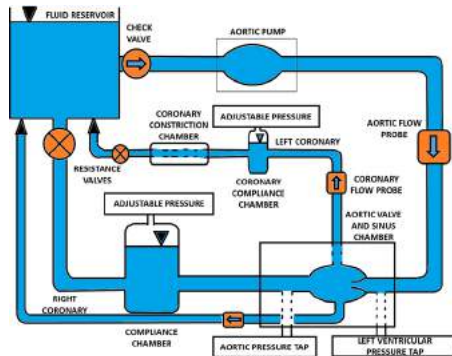 FLUID RESERVOIR
CHECK
VALVE
AORTIC PUMP
CORONARY
CONSTRICTION
CHAMBER
ADJUSTABLE PRESSURE
LEFT CORONARY
AORTIC FLOW
PROBE
RESISTANCE
VALVES
CORONARY
COMPLIANCE
CHAMBER
CORONARY
FLOW PROBE
ADJUSTABLE PRESSURE
AORTIC VALVE
AND SINUS
CHAMBER
RIGHT
CORONARY
COMPLIANCE
CHAMBER
AORTIC PRESSURE TAP
LEFT VENTRICULAR
PRESSURE TAP